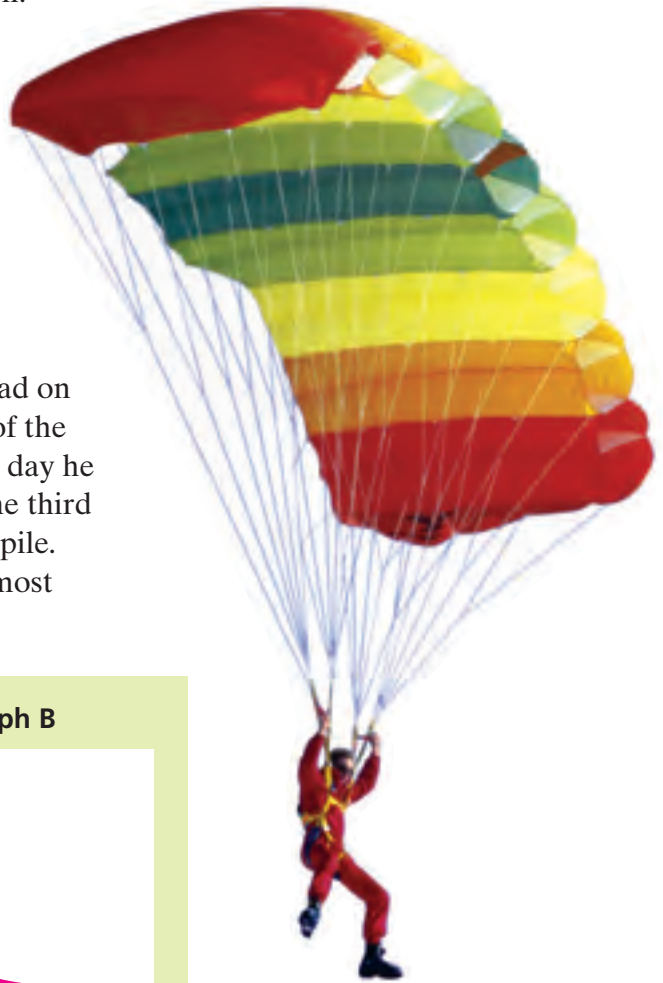 ad on
of the
day he
he third
pile.
most
ph B